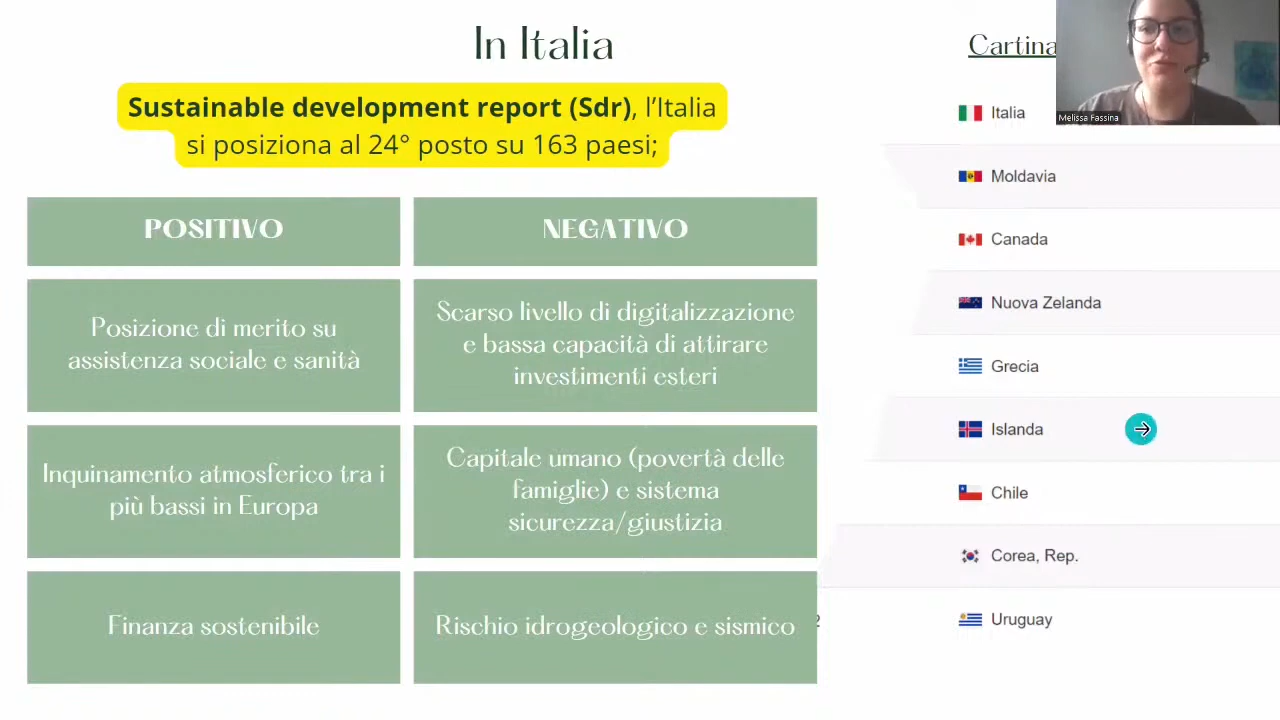 In Italia
Sustainable development report (Sdr), l’Italia
si posiziona al 24° posto su 163 paesi;
POSITIVO
NEGATIVO
Posizione di merito su
assistenza sociale e sanità
Scarso livello di digitalizzazione
e bassa capacità di attirare
investimenti esteri
Inquinamento atmosferico tra i
più bassi in Europa
Capitale umano (povertà delle
famiglie) e sistema
sicurezza/giustizia
Finanza sostenibile
Rischio idrogeologico e sismico
Cartina
Melissa Fassina
Italia
Moldavia
Canada
Nuova Zelanda
Grecia
Islanda
Chile
Corea, Rep.
Uruguay